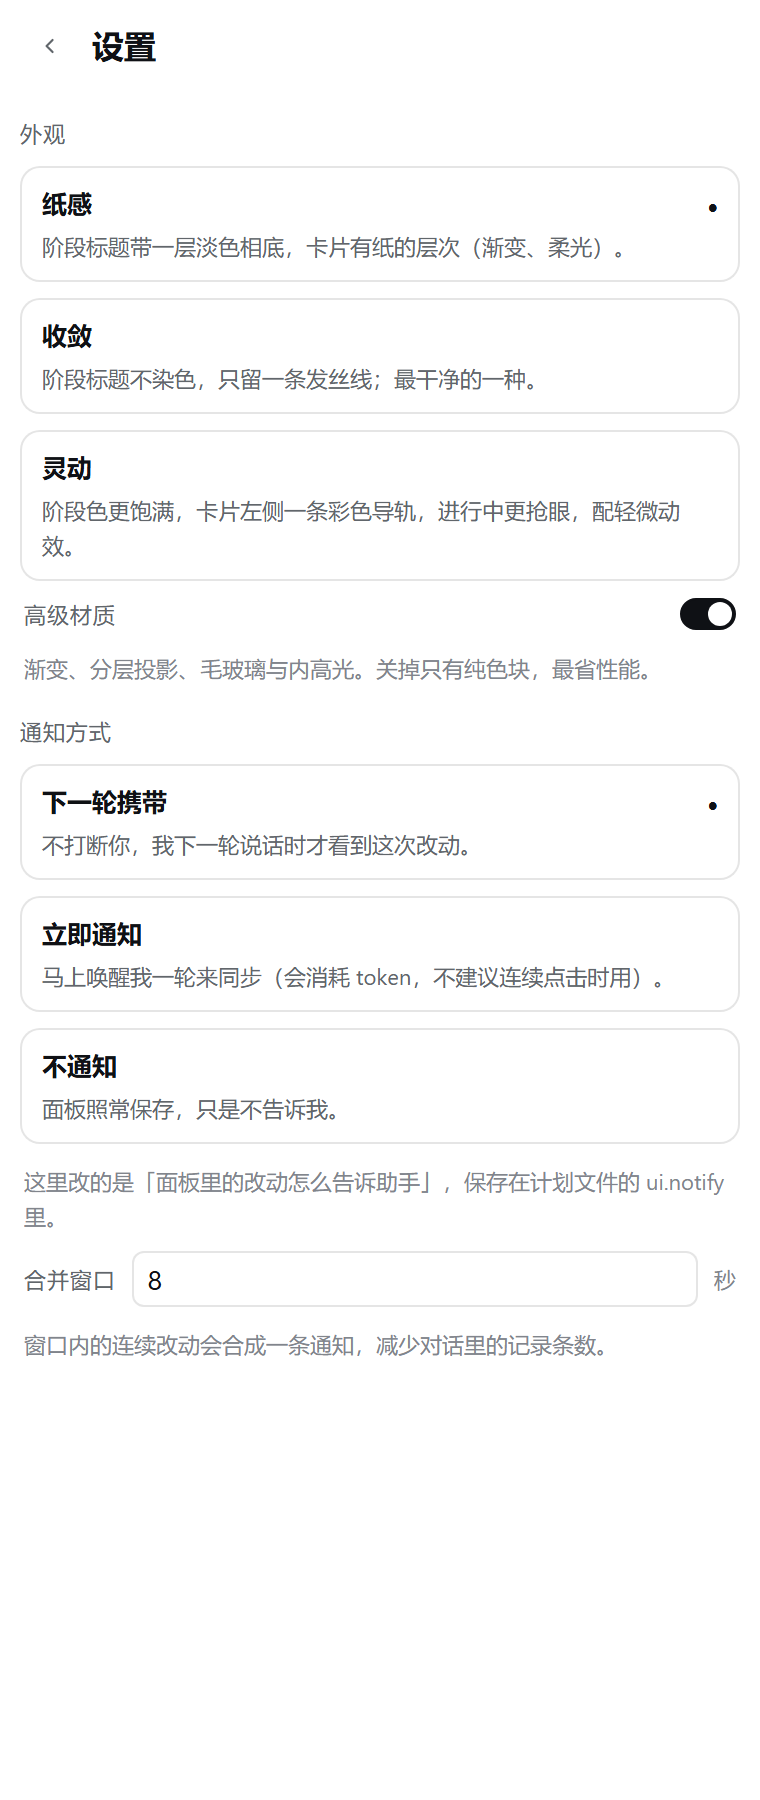 设置
外观
纸感
阶段标题带一层淡色相底，卡片有纸的层次（渐变、柔光）。
收敛
阶段标题不染色，只留一条发丝线；最干净的一种。
灵动
阶段色更饱满，卡片左侧一条彩色导轨，进行中更抢眼，配轻微动
效。
高级材质
渐变、分层投影、毛玻璃与内高光。关掉只有纯色块，最省性能。
通知方式
下一轮携带
不打断你，我下一轮说话时才看到这次改动。
立即通知
马上唤醒我一轮来同步（会消耗 token，不建议连续点击时用）。
不通知
面板照常保存，只是不告诉我。
这里改的是「面板里的改动怎么告诉助手」，保存在计划文件的 ui.notify
里。
合并窗口 8 秒
窗口内的连续改动会合成一条通知，减少对话里的记录条数。